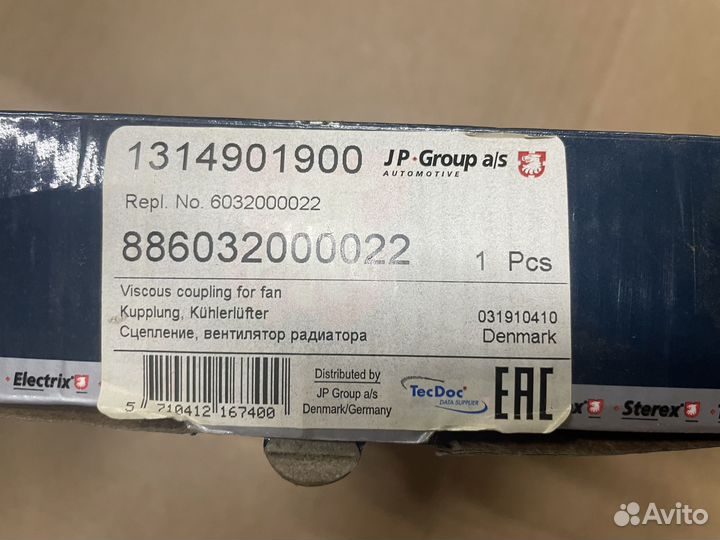 1314901900 JP·Group a/s
AUTOMOTIVE
Repl. No. 6032000022
886032000022 1 Pcs
Viscous coupling for fan
Kupplung, Kühlerlüfter 031910410
Сцепление, вентилятор радиатора Denmark
Electrix
Distributed by
JP Group a/s
Denmark/Germany
TecDoc
DATA SUPPLIER
EAC
Sterex
5 710412 167400
Avito